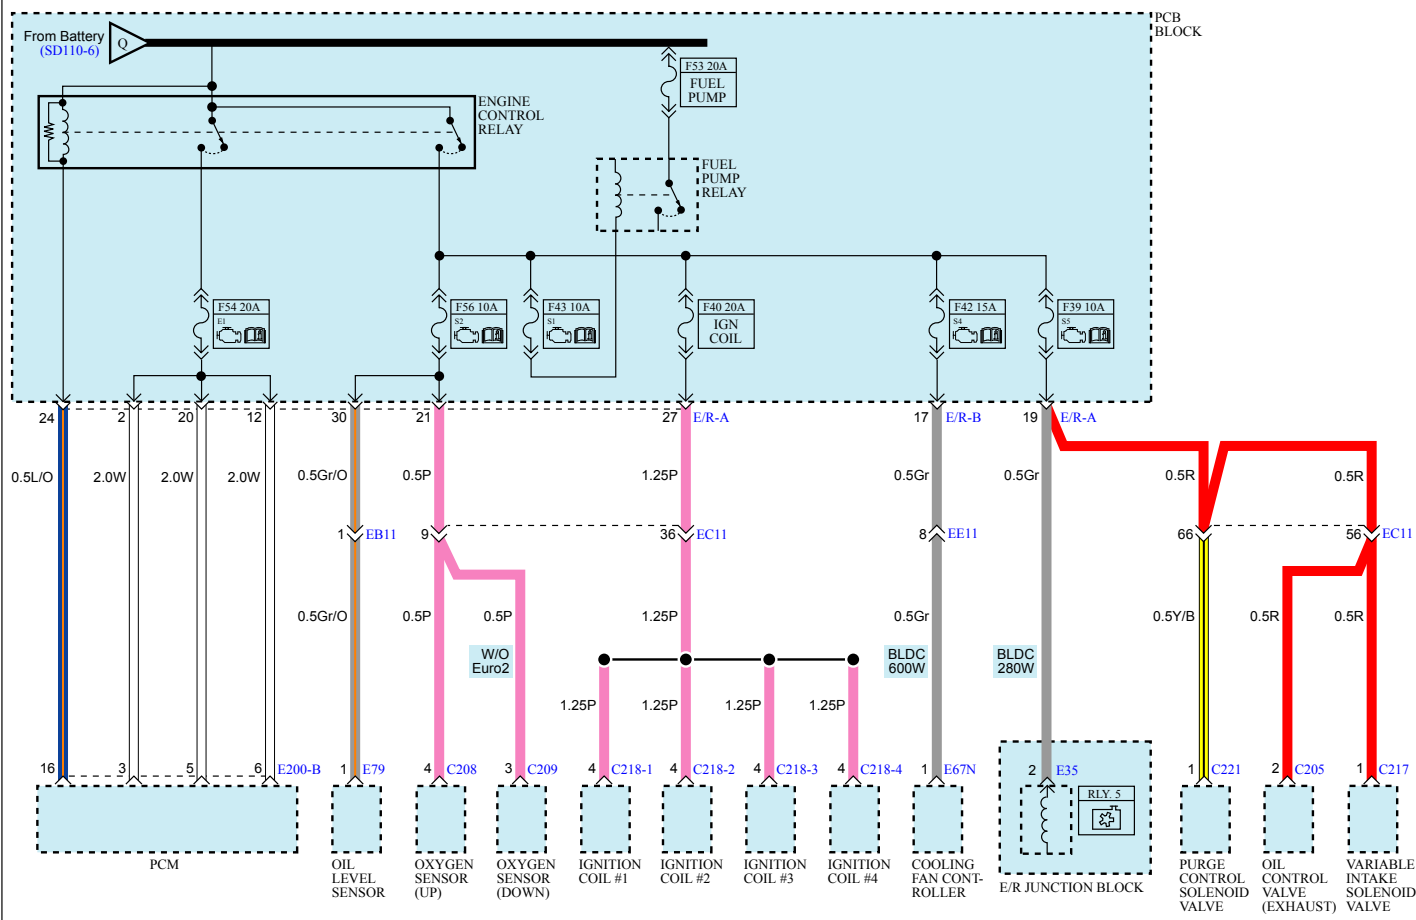 From Battery
(SD110-6)
Q
PCB
BLOCK
F53 20A
FUEL
PUMP
ENGINE
CONTROL
RELAY
FUEL
PUMP
RELAY
F54 20A
E1
F56 10A
S2
F43 10A
S1
F40 20A
IGN
COIL
F42 15A
S4
F39 10A
S5
24
2
20
12
30
21
27
E/R-A
17
E/R-B
19
E/R-A
0.5L/O
2.0W
2.0W
2.0W
0.5Gr/O
0.5P
1.25P
0.5Gr
0.5Gr
0.5R
0.5R
1
EB11
9
36
EC11
8
EE11
66
56
EC11
0.5Gr/O
0.5P
0.5P
1.25P
0.5Gr
0.5Y/B
0.5R
0.5R
W/O
Euro2
BLDC
600W
BLDC
280W
1.25P
1.25P
1.25P
1.25P
16
3
5
6
E200-B
1
E79
4
C208
3
C209
4
C218-1
4
C218-2
4
C218-3
4
C218-4
1
E67N
2
E35
RLY. 5
1
C221
2
C205
1
C217
PCM
OIL
LEVEL
SENSOR
OXYGEN
SENSOR
(UP)
OXYGEN
SENSOR
(DOWN)
IGNITION
COIL #1
IGNITION
COIL #2
IGNITION
COIL #3
IGNITION
COIL #4
COOLING
FAN CONT-
ROLLER
E/R JUNCTION BLOCK
PURGE
CONTROL
SOLENOID
VALVE
OIL
CONTROL
VALVE
(EXHAUST)
VARIABLE
INTAKE
SOLENOID
VALVE